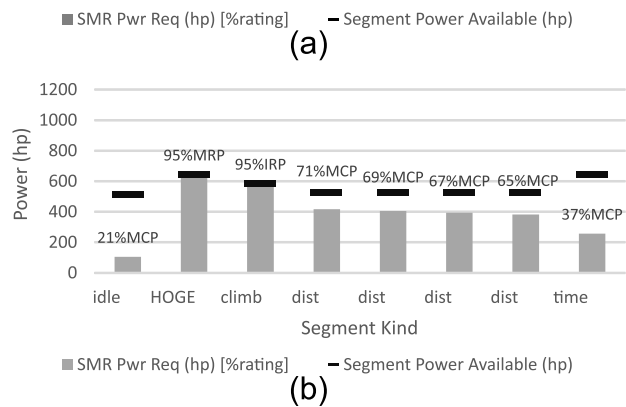 SMR Pwr Req (hp) [%rating] Segment Power Available (hp)
(a)
1200
1000
800
600
400
200
0
Power (hp)
21%MCP
95%MRP
95%IRP
71%MCP
69%MCP
67%MCP
65%MCP
37%MCP
idle HOGE climb dist dist dist dist time
Segment Kind
SMR Pwr Req (hp) [%rating] Segment Power Available (hp)
(b)